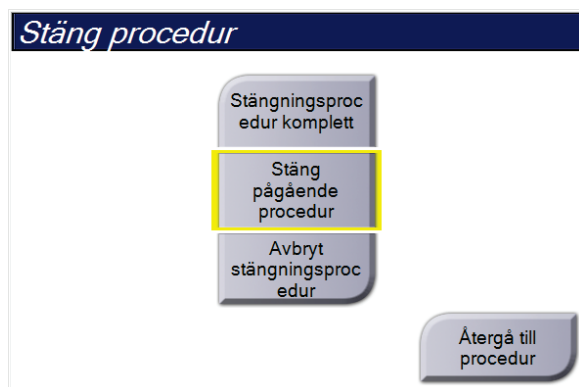 Stäng procedur
Stängningsproc
edur komplett
Stäng
pågående
procedur
Avbryt
stängningsproc
edur
Återgå till
procedur